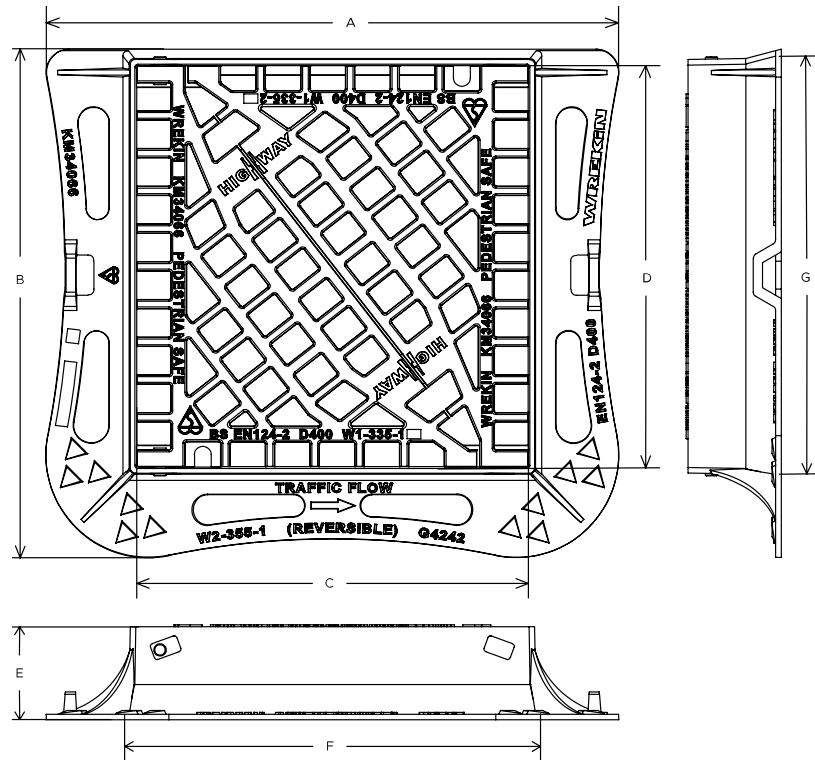 A
BS EN124-2 D400 W1-335-2
KM34066
WREKIN KM34066 PEDESTRIAN SAFE
HIGHWAY
WREKIN KM34066 PEDESTRIAN SAFE
WREKIN
B
D
G
HIGHWAY
EN124-2 D400
BS EN124-2 D400 W1-335-1
TRAFFIC FLOW
W2-355-1 (REVERSIBLE) G4242
C
E
F